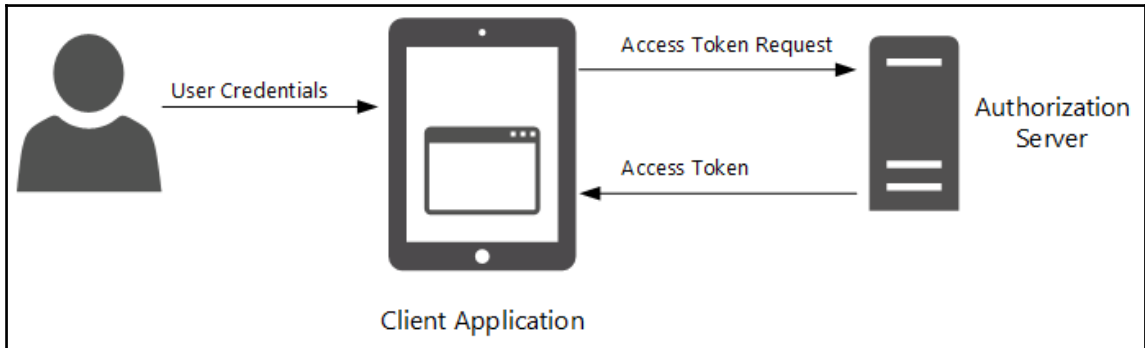 Access Token Request
User Credentials
Authorization
Server
Access Token
Client Application